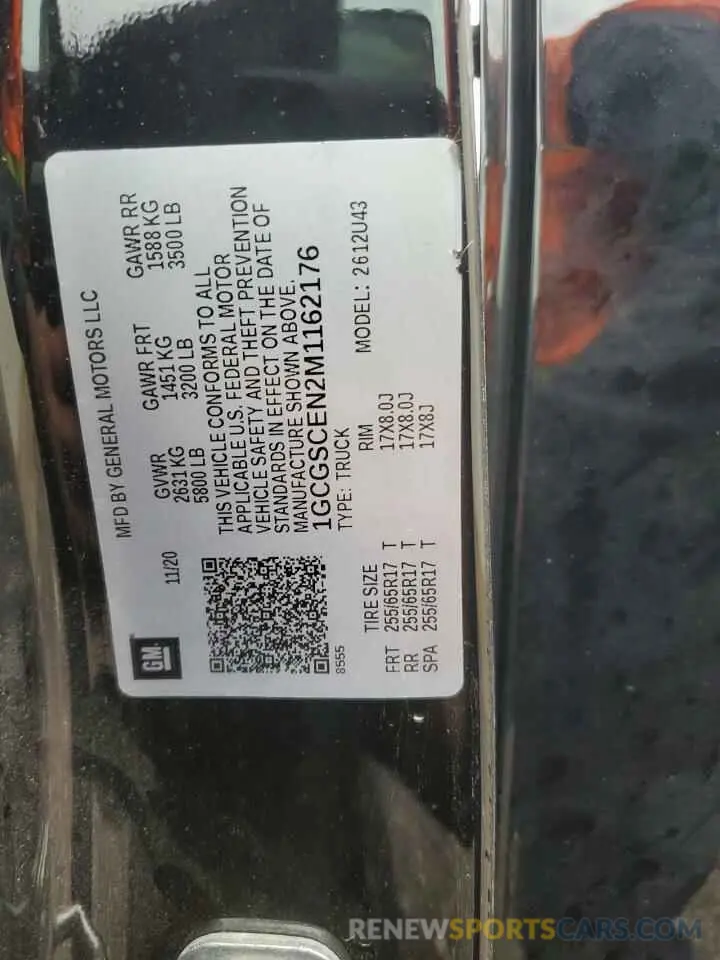 GM
11/20
MFD BY GENERAL MOTORS LLC
GVWR GAWR FRT GAWR RR
2631 KG 1451 KG 1588 KG
5800 LB 3200 LB 3500 LB
THIS VEHICLE CONFORMS TO ALL
APPLICABLE U.S. FEDERAL MOTOR
VEHICLE SAFETY AND THEFT PREVENTION
STANDARDS IN EFFECT ON THE DATE OF
MANUFACTURE SHOWN ABOVE.
1GCGSCEN2M1162176
8555 TYPE: TRUCK MODEL: 2612U43
TIRE SIZE RIM
FRT 255/65R17 T 17X8.0J
RR 255/65R17 T 17X8.0J
SPA 255/65R17 T 17X8J
RENEWSPORTSCARS.COM